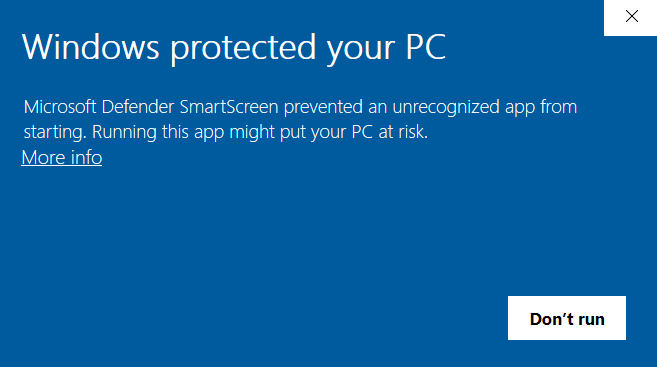 Windows protected your PC
Microsoft Defender SmartScreen prevented an unrecognized app from
starting. Running this app might put your PC at risk.
More info
Don’t run